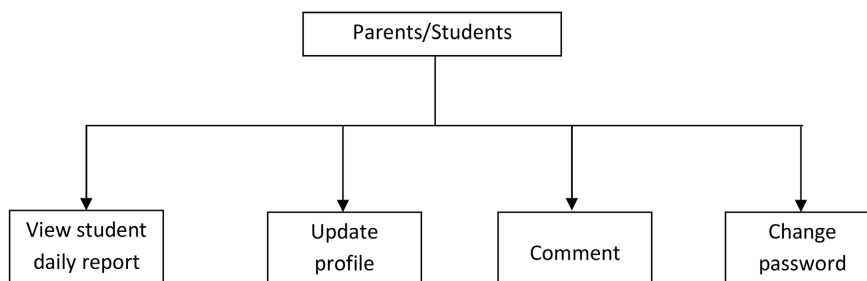 Parents/Students
View student
daily report
Update
profile
Comment
Change
password